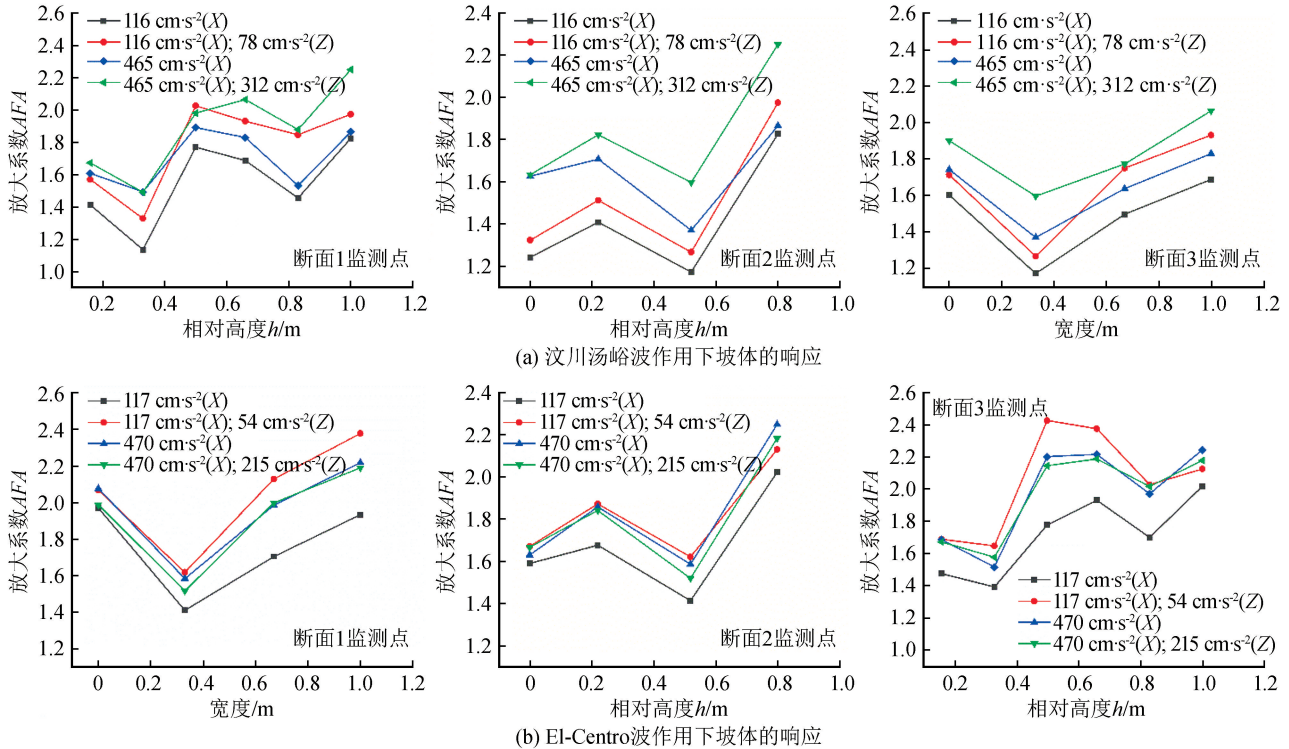 2.6
2.4
2.2
2.0
1.8
1.6
1.4
1.2
1.0
放大系数AFA
116 cm·s⁻²(X)
116 cm·s⁻²(X); 78 cm·s⁻²(Z)
465 cm·s⁻²(X)
465 cm·s⁻²(X); 312 cm·s⁻²(Z)
断面1监测点
0.2 0.4 0.6 0.8 1.0 1.2
相对高度h/m
2.4
2.2
2.0
1.8
1.6
1.4
1.2
放大系数AFA
116 cm·s⁻²(X)
116 cm·s⁻²(X); 78 cm·s⁻²(Z)
465 cm·s⁻²(X)
465 cm·s⁻²(X); 312 cm·s⁻²(Z)
断面2监测点
0 0.2 0.4 0.6 0.8 1.0
相对高度h/m
2.6
2.4
2.2
2.0
1.8
1.6
1.4
1.2
放大系数AFA
116 cm·s⁻²(X)
116 cm·s⁻²(X); 78 cm·s⁻²(Z)
465 cm·s⁻²(X)
465 cm·s⁻²(X); 312 cm·s⁻²(Z)
断面3监测点
0 0.2 0.4 0.6 0.8 1.0 1.2
宽度/m
(a) 汶川汤峪波作用下坡体的响应
2.6
2.4
2.2
2.0
1.8
1.6
1.4
1.2
放大系数AFA
117 cm·s⁻²(X)
117 cm·s⁻²(X); 54 cm·s⁻²(Z)
470 cm·s⁻²(X)
470 cm·s⁻²(X); 215 cm·s⁻²(Z)
断面1监测点
0 0.2 0.4 0.6 0.8 1.0 1.2
宽度/m
2.4
2.2
2.0
1.8
1.6
1.4
1.2
放大系数AFA
117 cm·s⁻²(X)
117 cm·s⁻²(X); 54 cm·s⁻²(Z)
470 cm·s⁻²(X)
470 cm·s⁻²(X); 215 cm·s⁻²(Z)
断面2监测点
0 0.2 0.4 0.6 0.8 1.0
相对高度h/m
2.6
2.4
2.2
2.0
1.8
1.6
1.4
1.2
1.0
放大系数AFA
断面3监测点
117 cm·s⁻²(X)
117 cm·s⁻²(X); 54 cm·s⁻²(Z)
470 cm·s⁻²(X)
470 cm·s⁻²(X); 215 cm·s⁻²(Z)
0.2 0.4 0.6 0.8 1.0 1.2
相对高度h/m
(b) El-Centro波作用下坡体的响应